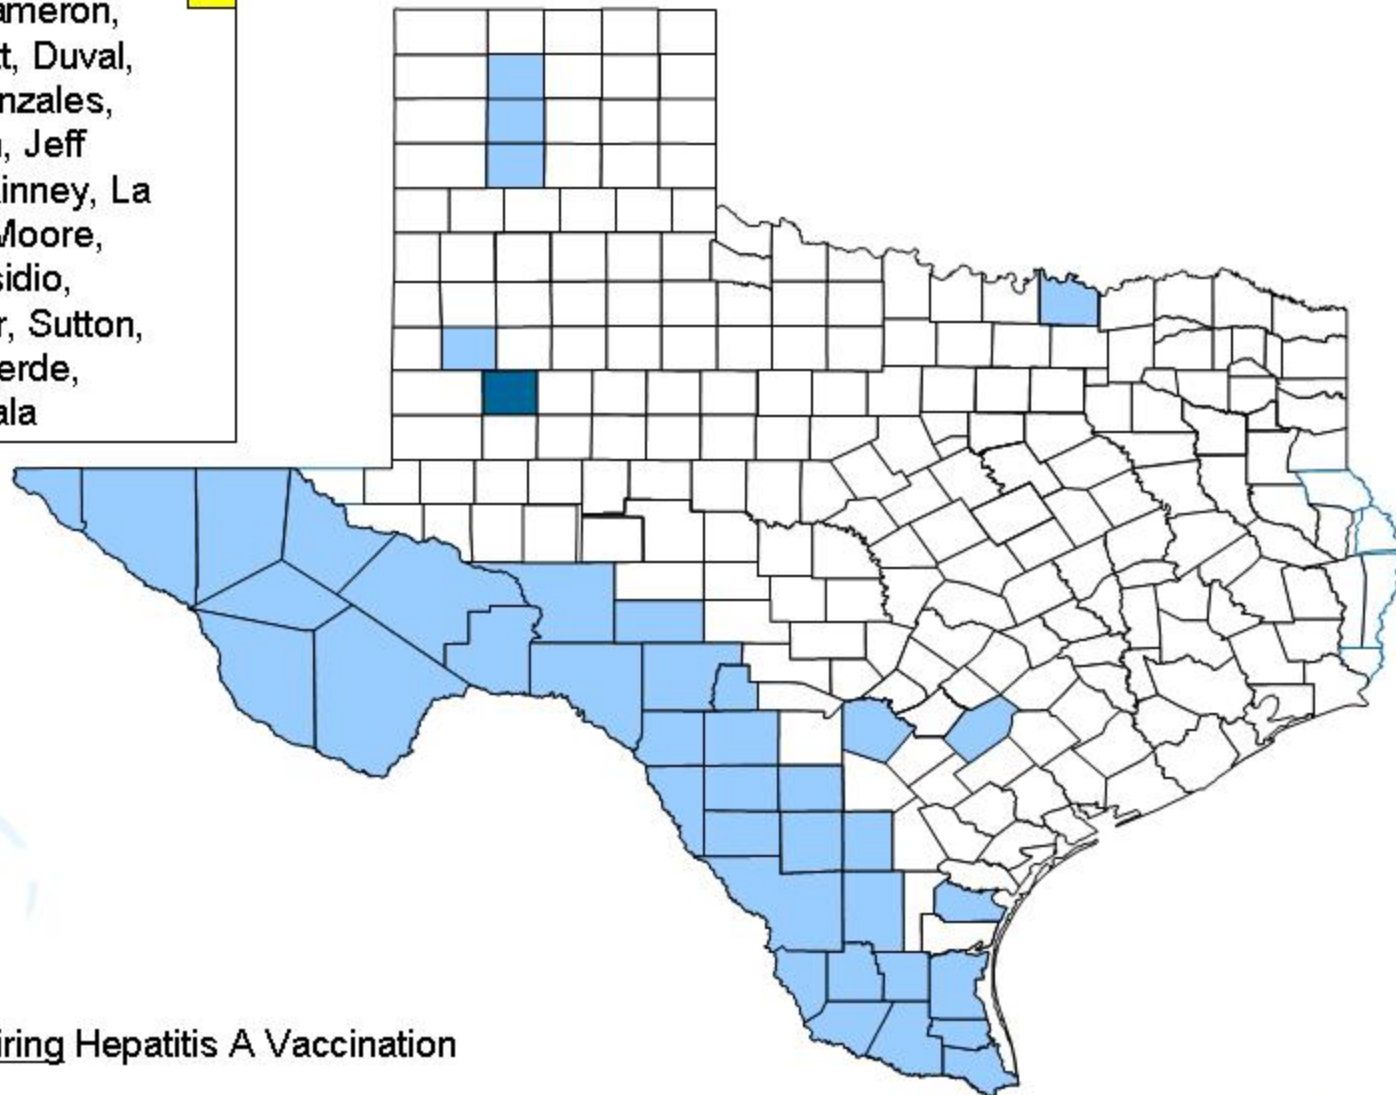 ameron,
t, Duval,
nzales,
, Jeff
inney, La
Moore,
sidio,
r, Sutton,
erde,
ala
iring Hepatitis A Vaccination